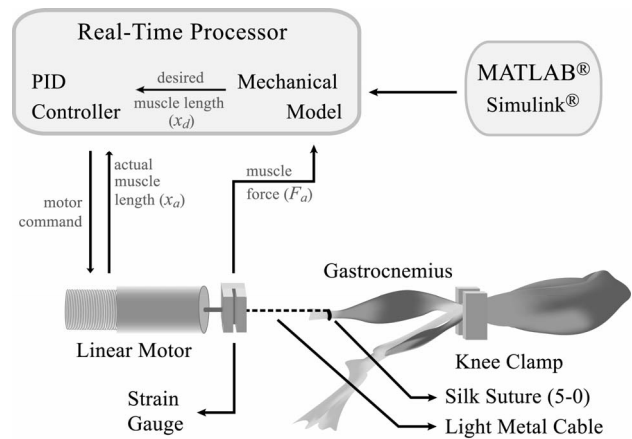 Real-Time Processor
PID
Controller
desired
muscle length
(x_d)
Mechanical
Model
MATLAB®
Simulink®
motor
command
actual
muscle
length (x_a)
muscle
force (F_a)
Gastrocnemius
Linear Motor
Knee Clamp
Strain
Gauge
Silk Suture (5-0)
Light Metal Cable